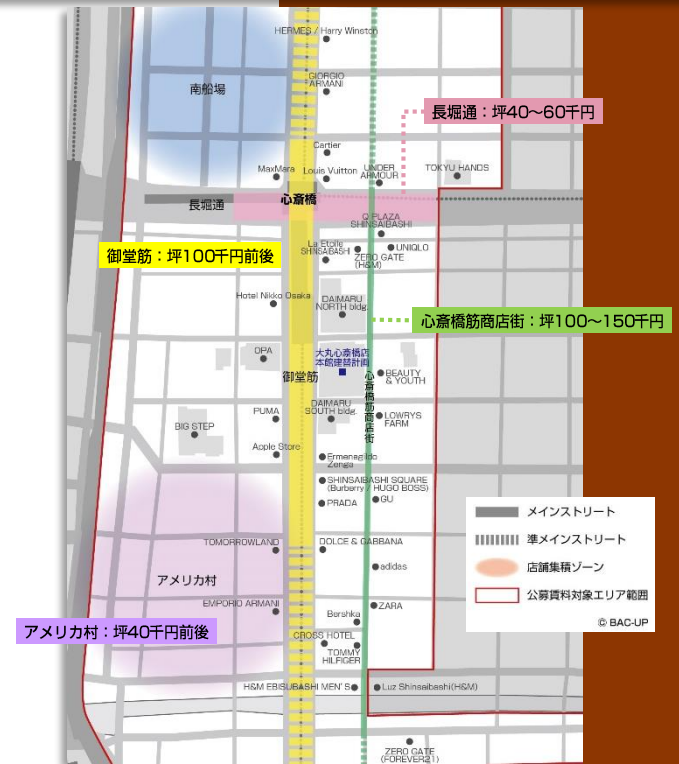 HERMES / Harry Winston
南船場
GIORGIO
ARMANI
長堀通：坪40～60千円
Cartier
MaxMara
Louis Vuitton
UNDER
ARMOUR
TOKYU HANDS
長堀通
心斎橋
Q PLAZA
SHINSAIBASHI
御堂筋：坪100千円前後
La Etoile
SHINSAIBASHI
UNIQLO
ZERO GATE
(H&M)
Hotel Nikko Osaka
DAIMARU
NORTH bldg.
心斎橋筋商店街：坪100～150千円
OPA
大丸心斎橋店
本館建替計画
御堂筋
心斎橋筋商店街
BEAUTY
& YOUTH
PUMA
DAIMARU
SOUTH bldg.
LOWRYS
FARM
BIG STEP
Apple Store
Ermenegildo
Zenga
SHINSAIBASHI SQUARE
(Burberry / HUGO BOSS)
GU
PRADA
メインストリート
準メインストリート
店舗集積ゾーン
公募賃料対象エリア範囲
© BAC-UP
TOMORROWLAND
DOLCE & GABBANA
adidas
アメリカ村
EMPORIO ARMANI
ZARA
Bershka
アメリカ村：坪40千円前後
CROSS HOTEL
TOMMY
HILFIGER
H&M EBISUBASHI MEN'S
Luz Shinsaibashi(H&M)
ZERO GATE
(FOREVER21)